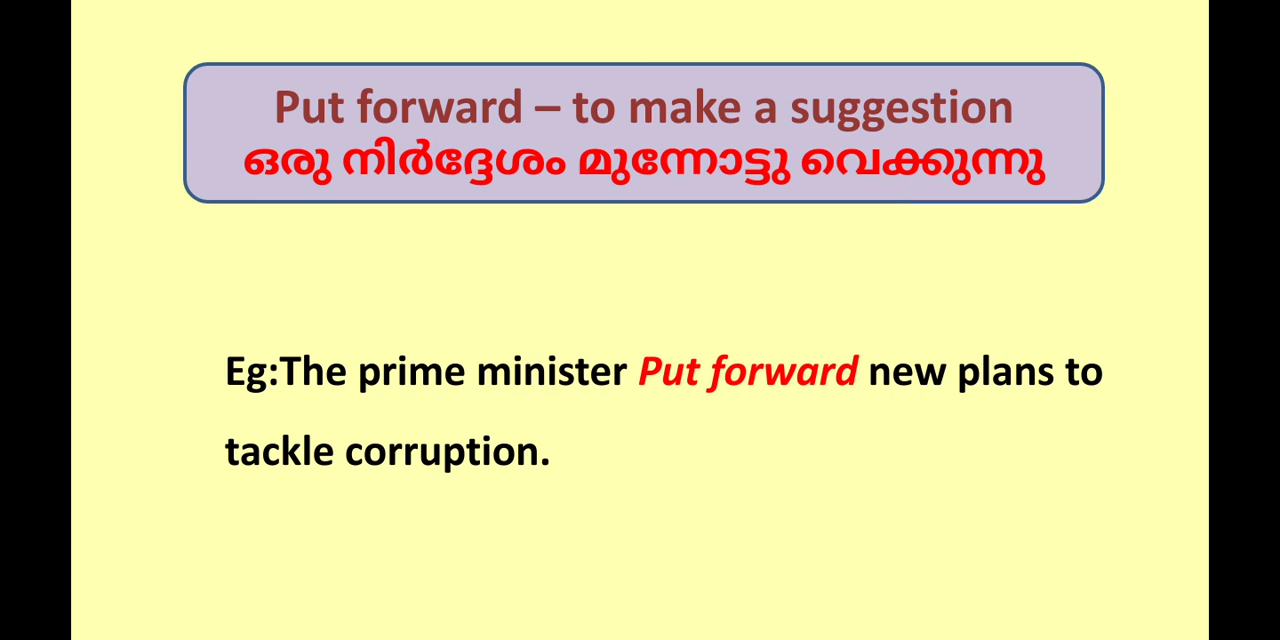 Put forward – to make a suggestion
ഒരു നിർദ്ദേശം മുന്നോട്ടു വെക്കുന്നു
Eg:The prime minister Put forward new plans to
tackle corruption.